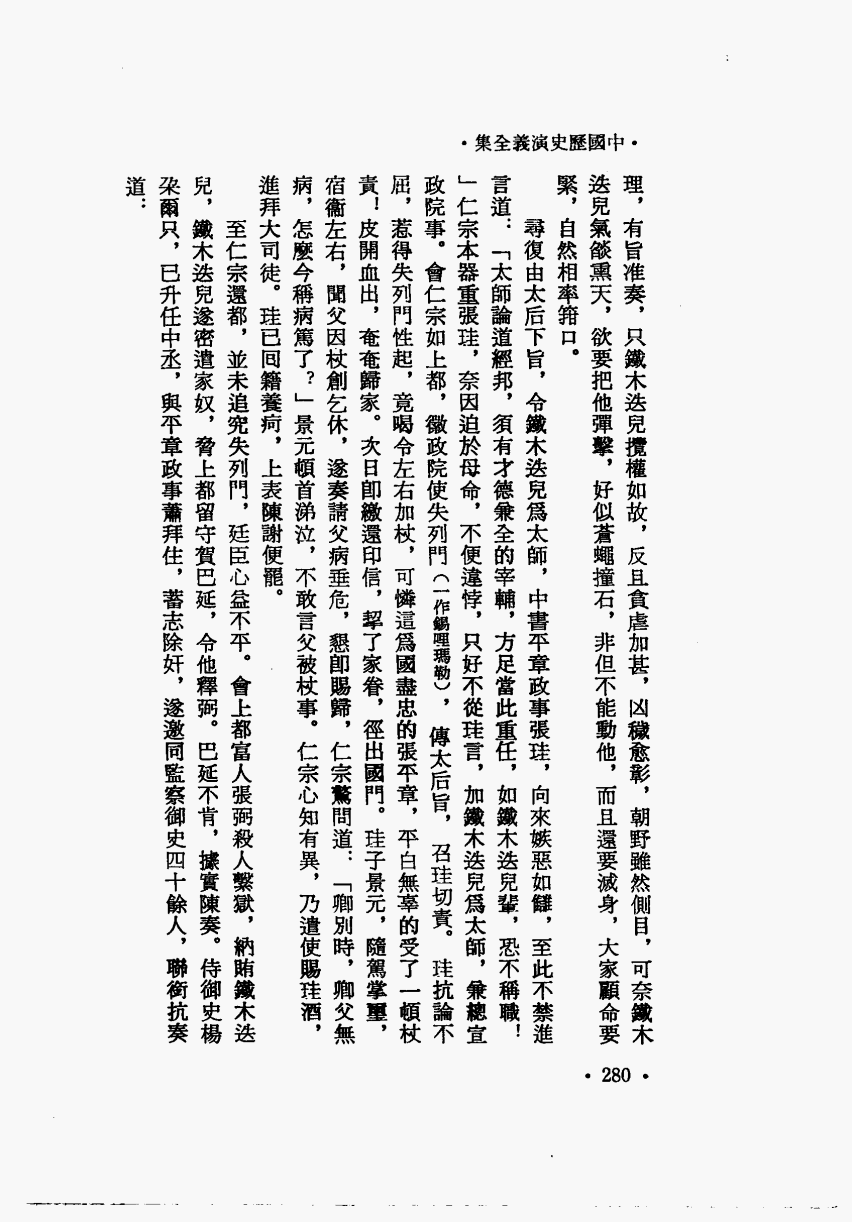 •中國歷史演義全集•
理，有旨准奏，只鐵木迭兒攬權如故，反且貪虐加甚，凶穢愈彰，朝野雖然側目，可奈鐵木
迭兒氣燄熏天，欲要把他彈擊，好似蒼蠅撞石，非但不能動他，而且還要滅身，大家顧命要
緊，自然相率箝口。
尋復由太后下旨，令鐵木迭兒爲太師，中書平章政事張珪，向來嫉惡如讎，至此不禁進
言道：「太師論道經邦，須有才德兼全的宰輔，方足當此重任，如鐵木迭兒輩，恐不稱職！
」仁宗本器重張珪，奈因迫於母命，不便違悖，只好不從珪言，加鐵木迭兒爲太師，兼總宣
政院事。會仁宗如上都，徽政院使失列門（一作錫哩瑪勒），傳太后旨，召珪切責。珪抗論不
屈，惹得失列門性起，竟喝令左右加杖，可憐這爲國盡忠的張平章，平白無辜的受了一頓杖
責！皮開血出，奄奄歸家。次日卽繳還印信，挈了家眷，徑出國門。珪子景元，隨駕掌璽，
宿衞左右，聞父因杖創乞休，遂奏請父病垂危，懇卽賜歸，仁宗驚問道：「卿別時，卿父無
病，怎麼今稱病篤了？」景元頓首涕泣，不敢言父被杖事。仁宗心知有異，乃遣使賜珪酒，
進拜大司徒。珪已囘籍養疴，上表陳謝便罷。
至仁宗還都，並未追究失列門，廷臣心益不平。會上都富人張弼殺人繫獄，納賄鐵木迭
兒，鐵木迭兒遂密遣家奴，脅上都留守賀巴延，令他釋弼。巴延不肯，據實陳奏。侍御史楊
朶爾只，已升任中丞，與平章政事蕭拜住，蓄志除奸，遂邀同監察御史四十餘人，聯銜抗奏
道：
•280•